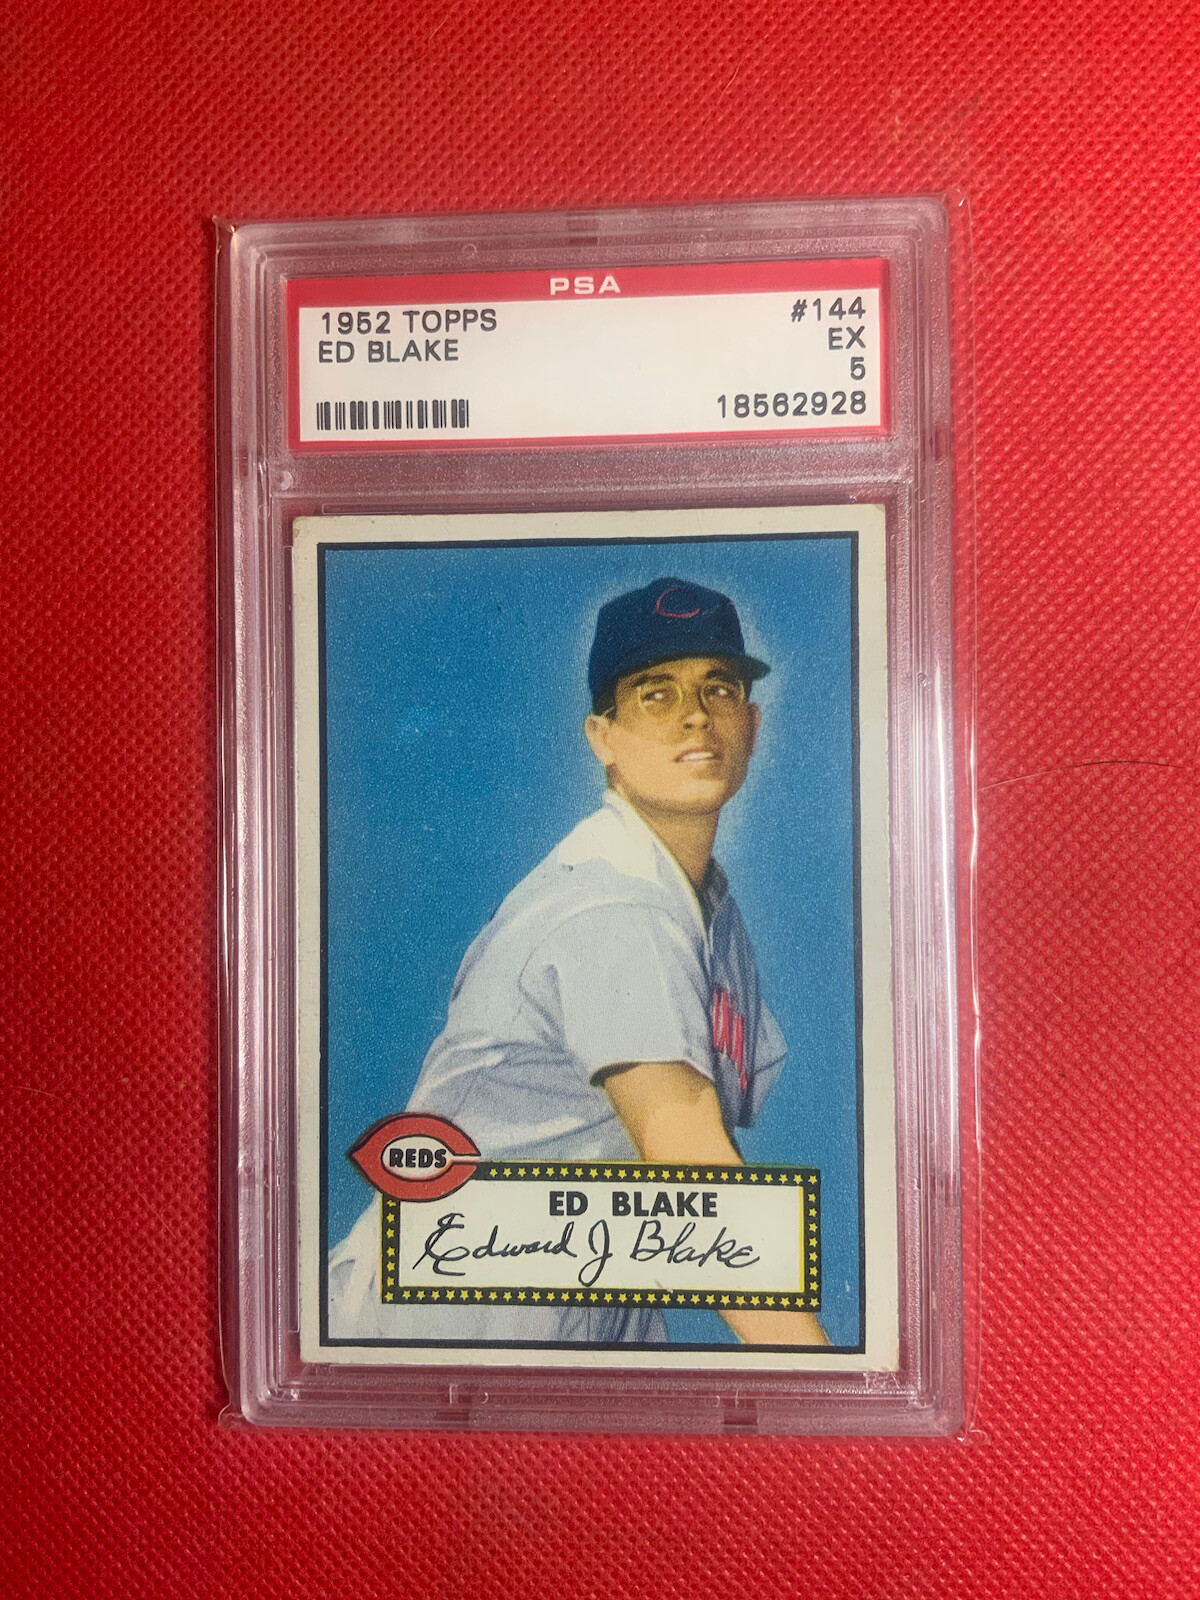 PSA
1952 TOPPS #144
ED BLAKE EX
5
18562928
C
REDS
ED BLAKE
Edward J Blake